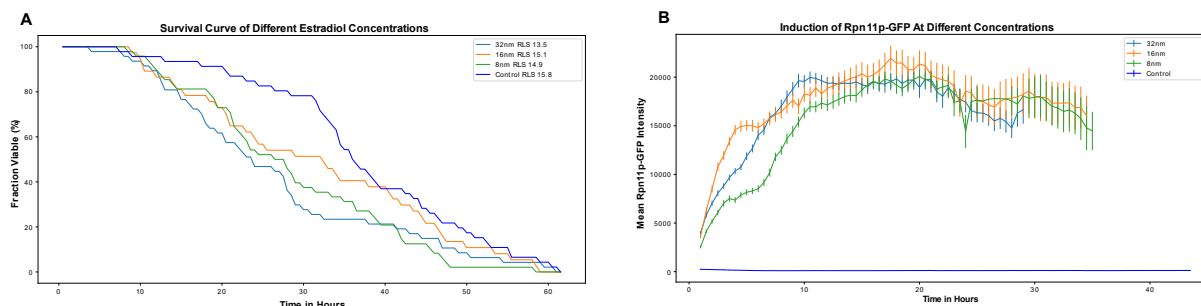 A
Survival Curve of Different Estradiol Concentrations
32nm RLS 13.5
16nm RLS 15.1
8nm RLS 14.9
Control RLS 15.8
Fraction Viable (%)
100
80
60
40
20
0
0 10 20 30 40 50 60
Time in Hours
B
Induction of Rpn11p-GFP At Different Concentrations
32nm
16nm
8nm
Control
Mean Rpn11p-GFP Intensity
20000
15000
10000
5000
0
0 10 20 30 40
Time in Hours